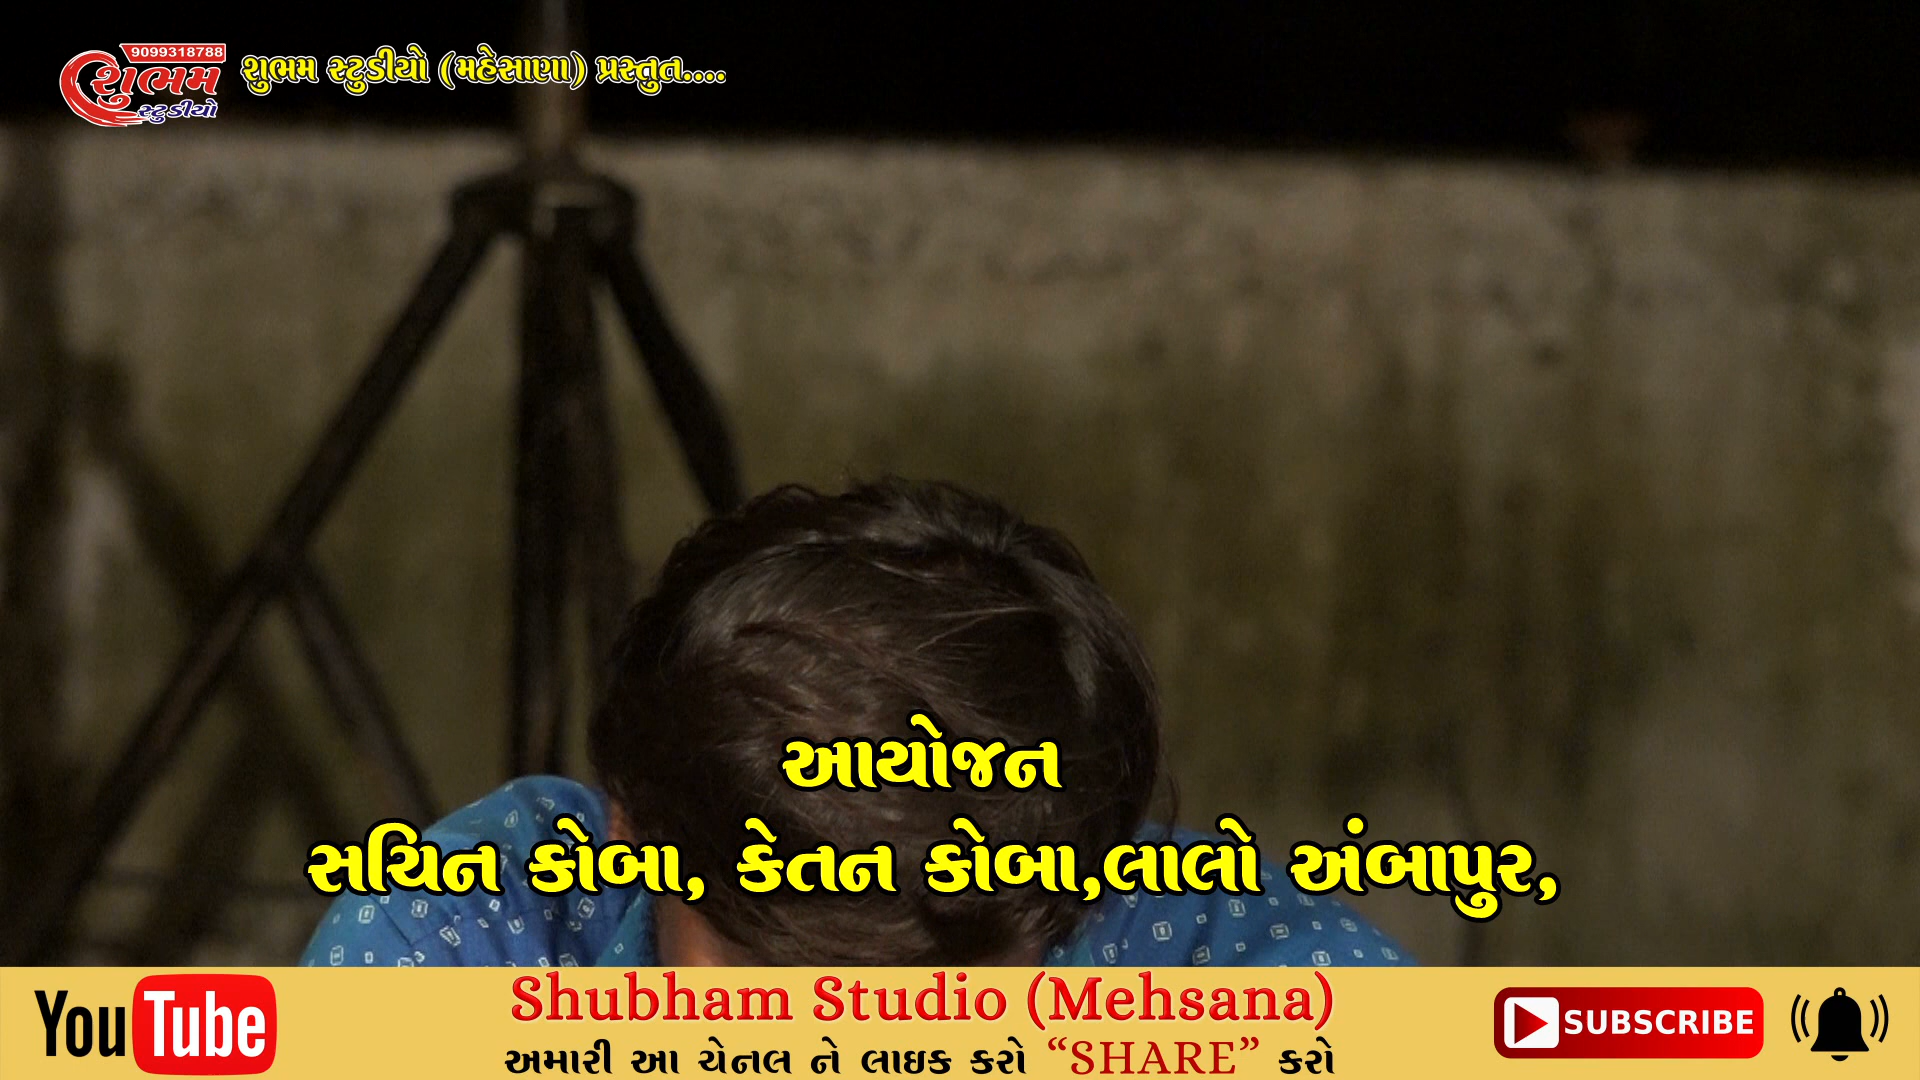 9099318788
શુભમ
સ્ટુડીયો
શુભમ સ્ટુડીયો (મહેસાણા) પ્રસ્તુત....
આયોજન
સચિન કોબા, કેતન કોબા,લાલો અંબાપુર,
YouTube
Shubham Studio (Mehsana)
અમારી આ ચેનલ ને લાઇક કરો “SHARE” કરો
SUBSCRIBE